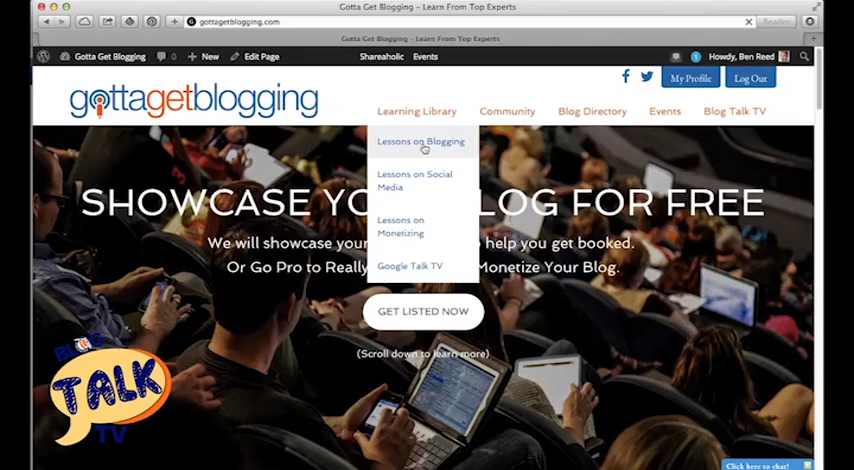 Gotta Get Blogging - Learn From Top Experts
gottagetblogging.com
Reader
Gotta Get Blogging - Learn From Top Experts
Gotta Get Blogging 0 New Edit Page Shareaholic Events 1 Howdy, Ben Reed
My Profile Log Out
gottagetblogging
Learning Library Community Blog Directory Events Blog Talk TV
Lessons on Blogging
Lessons on Social
Media
Lessons on
Monetizing
Google Talk TV
SHOWCASE YO LOG FOR FREE
We will showcase your help you get booked.
Or Go Pro to Really Monetize Your Blog.
GET LISTED NOW
(Scroll down to learn more)
BLOG
TALK
TV
Click here to chat!